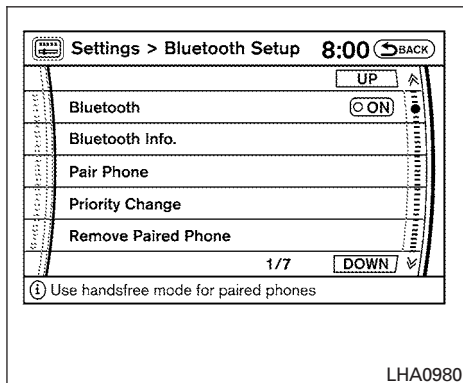 Settings > Bluetooth Setup 8:00 BACK
UP
Bluetooth ON
Bluetooth Info.
Pair Phone
Priority Change
Remove Paired Phone
1/7 DOWN
i Use handsfree mode for paired phones
LHA0980